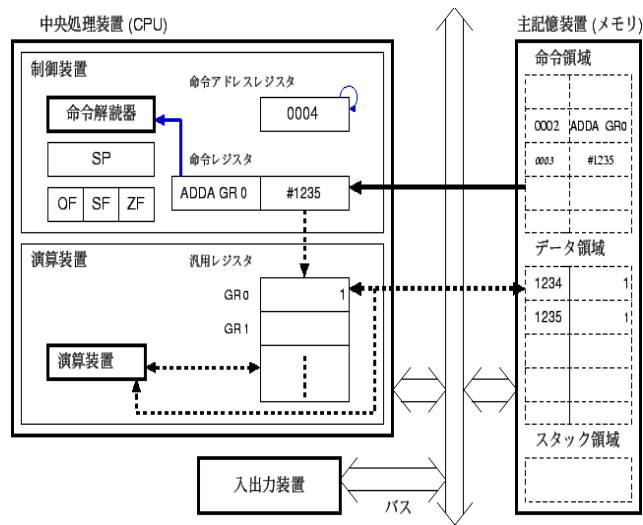 中央処理装置 (CPU)
主記憶装置 (メモリ)
制御装置
命令アドレスレジスタ
命令領域
命令解読器
0004
0002 ADDA GR0
SP
命令レジスタ
0003 #1235
OF SF ZF
ADDA GR 0 #1235
演算装置
汎用レジスタ
データ領域
GR0 1
1234 1
GR 1
1235 1
演算装置
スタック領域
入出力装置
バス